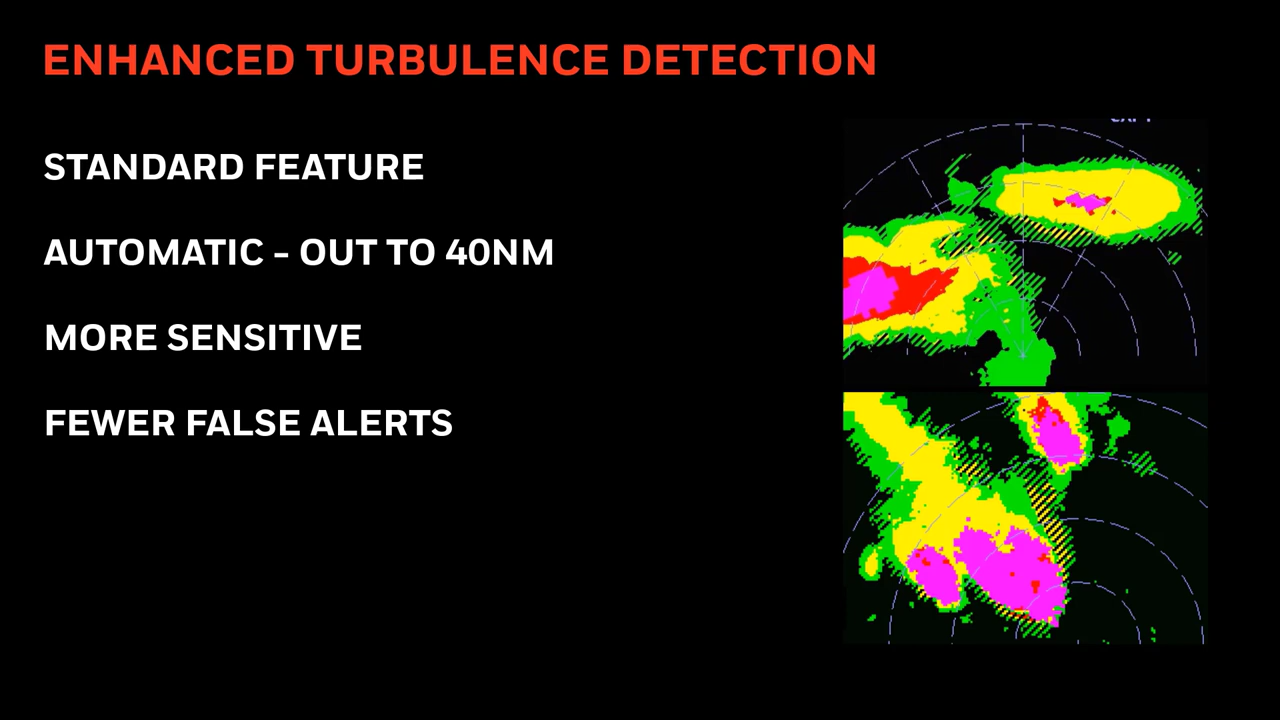 ENHANCED TURBULENCE DETECTION
STANDARD FEATURE
AUTOMATIC - OUT TO 40NM
MORE SENSITIVE
FEWER FALSE ALERTS